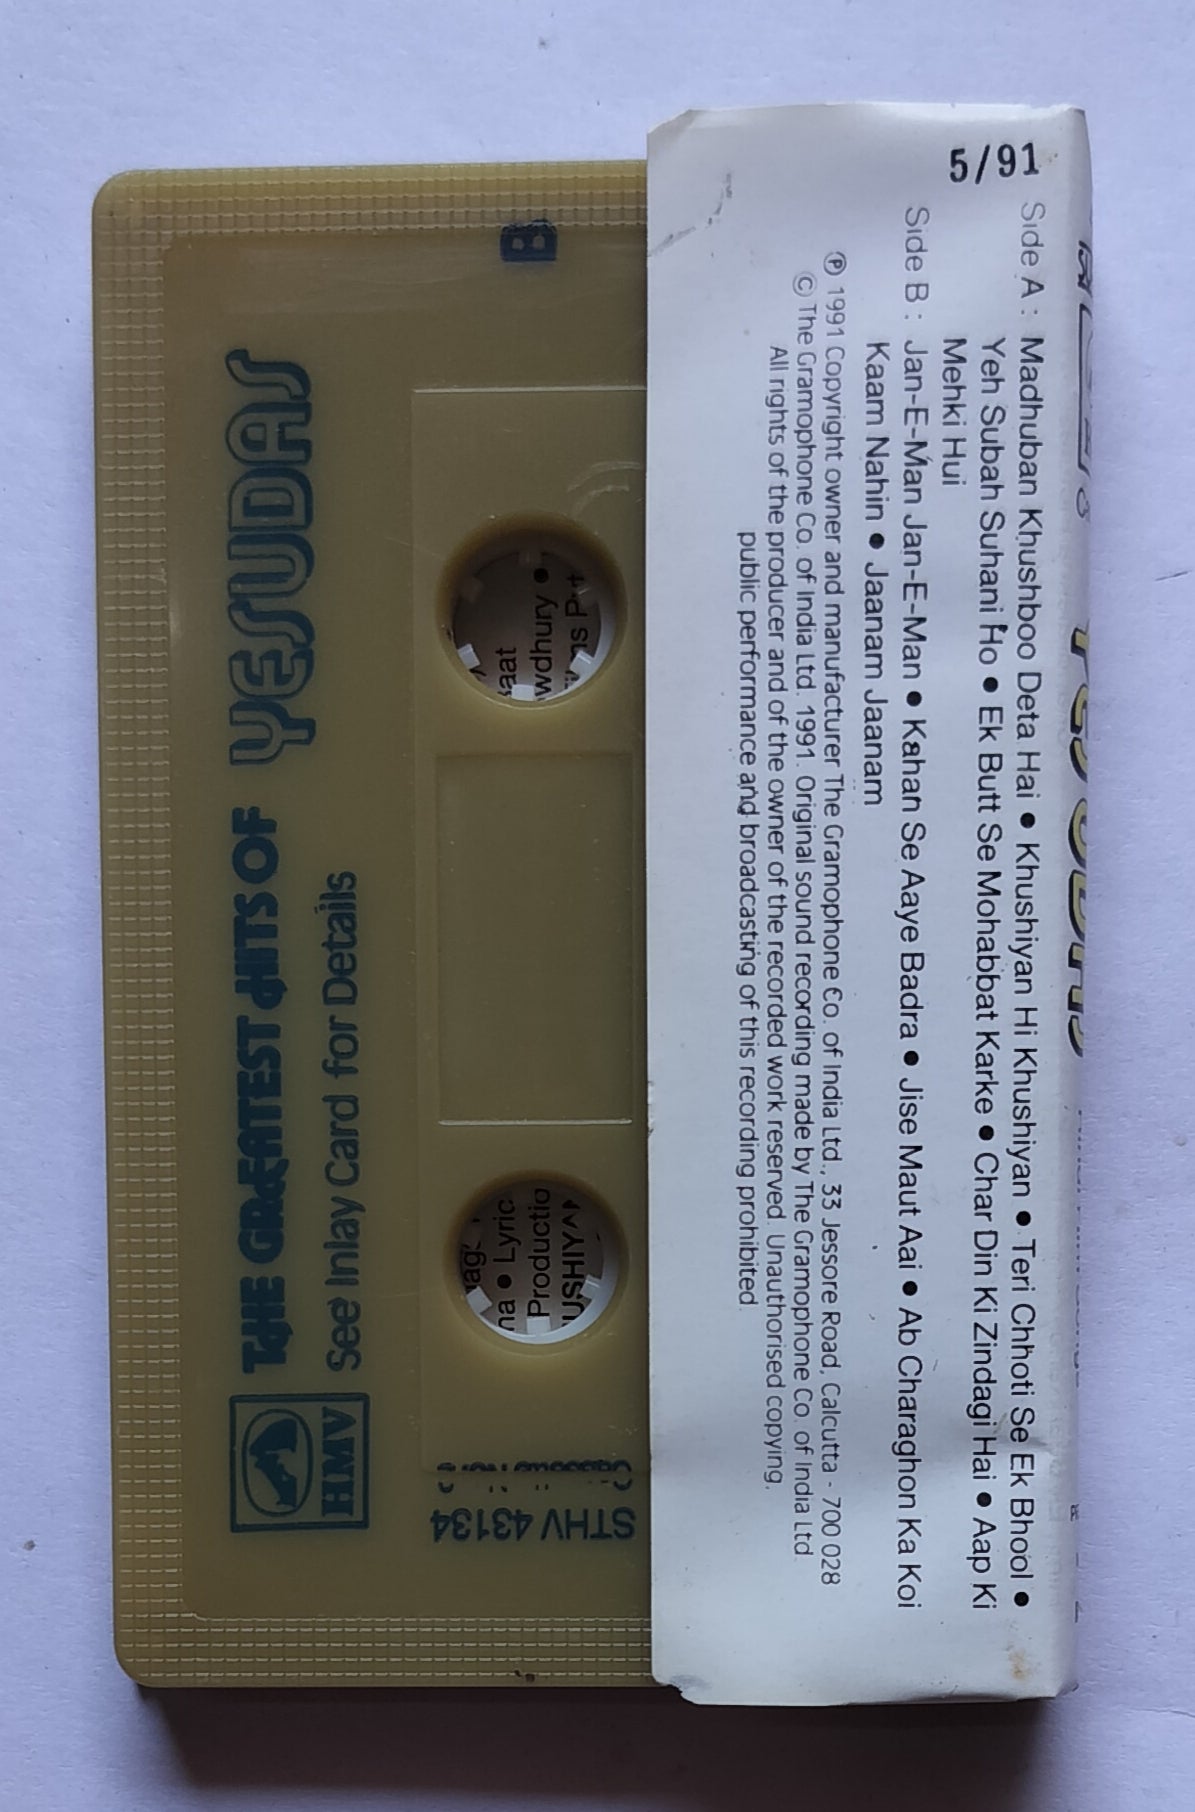 5/91
Side A : Madhuban Khushboo Deta Hai ● Khushiyan Hi Khushiyan ● Teri Chhoti Se Ek Bhool ●
Yeh Subah Suhani Ho ● Ek Butt Se Mohabbat Karke ● Char Din Ki Zindagi Hai ● Aap Ki
Mehki Hui
Side B : Jan-E-Man Jan-E-Man ● Kahan Se Aaye Badra ● Jise Maut Aai ● Ab Charaghon Ka Koi
Kaam Nahin ● Jaanam Jaanam
℗ 1991 Copyright owner and manufacturer The Gramophone Co. of India Ltd., 33 Jessore Road, Calcutta - 700 028
© The Gramophone Co. of India Ltd. 1991. Original sound recording made by The Gramophone Co. of India Ltd.
All rights of the producer and of the owner of the recorded work reserved. Unauthorised copying,
public performance and broadcasting of this recording prohibited.
B
THE GREATEST HITS OF YESUDAS
See Inlay Card for Details
HMV
STHV 43134
wdhury ●
aat
Productio
na ● Lyric